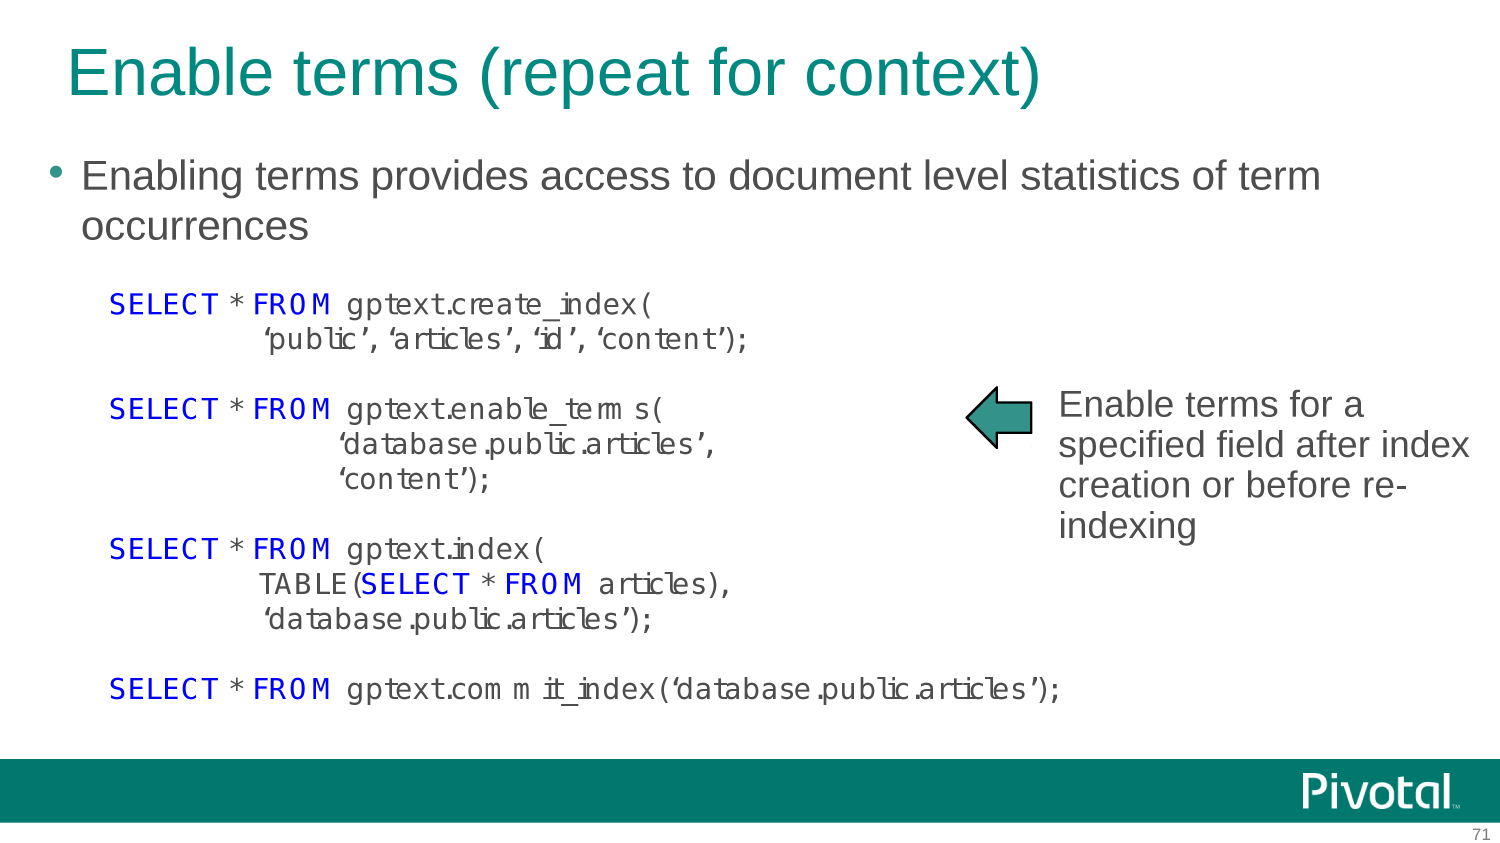 Enable terms (repeat for context)
• Enabling terms provides access to document level statistics of term
occurrences
SELECT * FROM gptext.create_index(
‘public’, ‘articles’, ‘id’, ‘content’);
SELECT * FROM gptext.enable_terms(
‘database.public.articles’,
‘content’);
Enable terms for a
specified field after index
creation or before re-
indexing
SELECT * FROM gptext.index(
TABLE(SELECT * FROM articles),
‘database.public.articles’);
SELECT * FROM gptext.commit_index(‘database.public.articles’);
Pivotal™
71